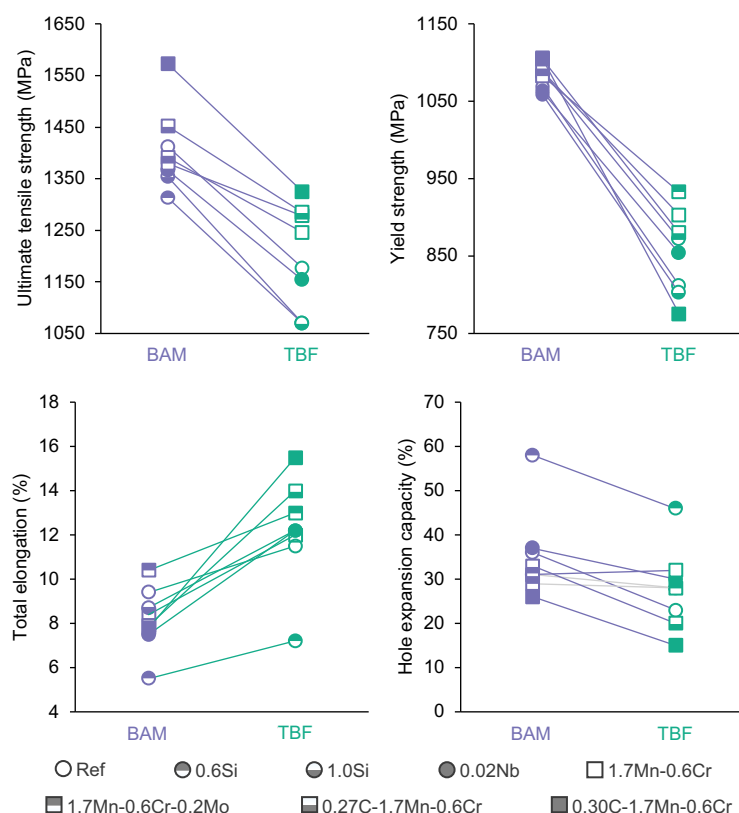 Ultimate tensile strength (MPa)
1650
1550
1450
1350
1250
1150
1050
BAM TBF
Yield strength (MPa)
1150
1050
950
850
750
BAM TBF
Total elongation (%)
18
16
14
12
10
8
6
4
BAM TBF
Hole expansion capacity (%)
70
60
50
40
30
20
10
0
BAM TBF
Ref 0.6Si 1.0Si 0.02Nb 1.7Mn-0.6Cr
1.7Mn-0.6Cr-0.2Mo 0.27C-1.7Mn-0.6Cr 0.30C-1.7Mn-0.6Cr